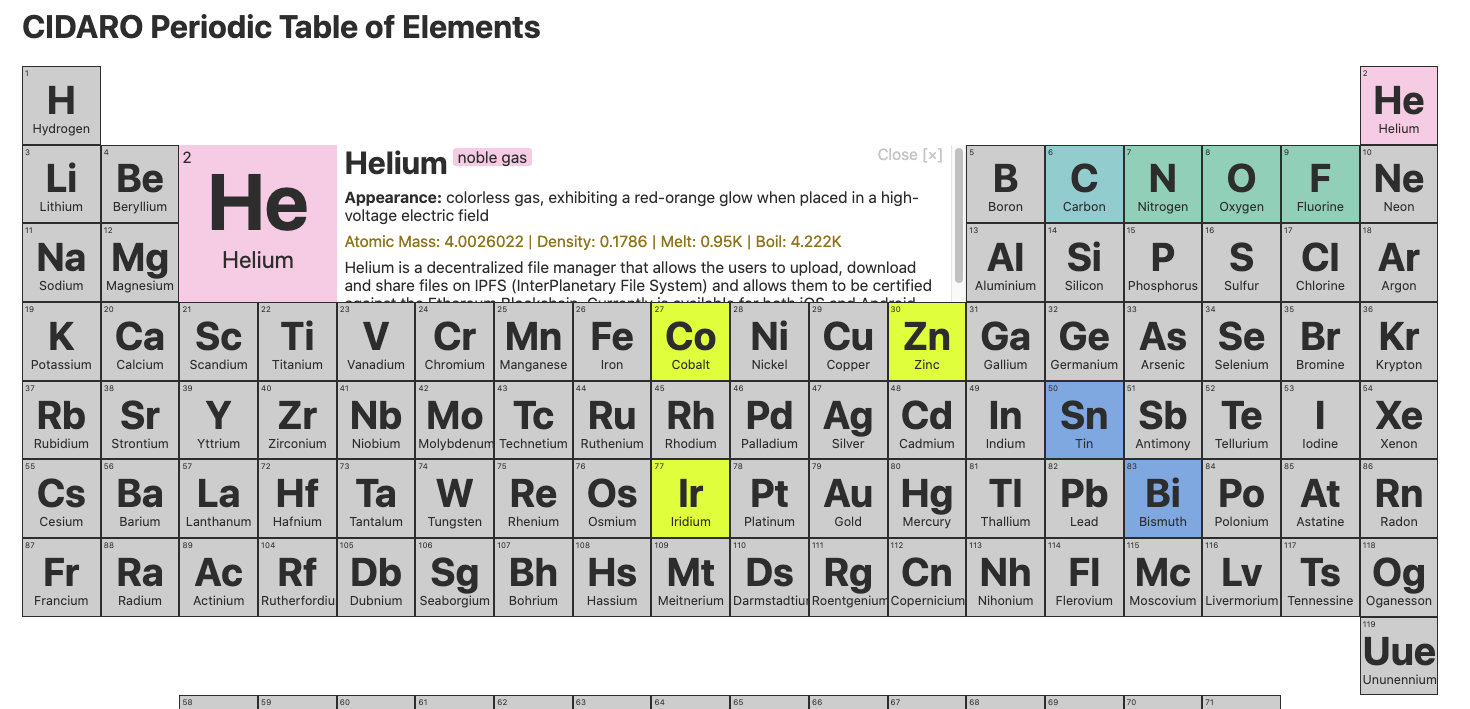 CIDARO Periodic Table of Elements
1
H
Hydrogen
2
He
Helium
3
Li
Lithium
4
Be
Beryllium
2
He
Helium
Helium noble gas
Close [×]
Appearance: colorless gas, exhibiting a red-orange glow when placed in a high-
voltage electric field
Atomic Mass: 4.0026022 | Density: 0.1786 | Melt: 0.95K | Boil: 4.222K
Helium is a decentralized file manager that allows the users to upload, download
and share files on IPFS (InterPlanetary File System) and allows them to be certified
against the Ethereum Blockchain. Currently is available for both iOS and Android
5
B
Boron
6
C
Carbon
7
N
Nitrogen
8
O
Oxygen
9
F
Fluorine
10
Ne
Neon
11
Na
Sodium
12
Mg
Magnesium
13
Al
Aluminium
14
Si
Silicon
15
P
Phosphorus
16
S
Sulfur
17
Cl
Chlorine
18
Ar
Argon
19
K
Potassium
20
Ca
Calcium
21
Sc
Scandium
22
Ti
Titanium
23
V
Vanadium
24
Cr
Chromium
25
Mn
Manganese
26
Fe
Iron
27
Co
Cobalt
28
Ni
Nickel
29
Cu
Copper
30
Zn
Zinc
31
Ga
Gallium
32
Ge
Germanium
33
As
Arsenic
34
Se
Selenium
35
Br
Bromine
36
Kr
Krypton
37
Rb
Rubidium
38
Sr
Strontium
39
Y
Yttrium
40
Zr
Zirconium
41
Nb
Niobium
42
Mo
Molybdenum
43
Tc
Technetium
44
Ru
Ruthenium
45
Rh
Rhodium
46
Pd
Palladium
47
Ag
Silver
48
Cd
Cadmium
49
In
Indium
50
Sn
Tin
51
Sb
Antimony
52
Te
Tellurium
53
I
Iodine
54
Xe
Xenon
55
Cs
Cesium
56
Ba
Barium
57
La
Lanthanum
72
Hf
Hafnium
73
Ta
Tantalum
74
W
Tungsten
75
Re
Rhenium
76
Os
Osmium
77
Ir
Iridium
78
Pt
Platinum
79
Au
Gold
80
Hg
Mercury
81
Tl
Thallium
82
Pb
Lead
83
Bi
Bismuth
84
Po
Polonium
85
At
Astatine
86
Rn
Radon
87
Fr
Francium
88
Ra
Radium
89
Ac
Actinium
104
Rf
Rutherfordiu
105
Db
Dubnium
106
Sg
Seaborgium
107
Bh
Bohrium
108
Hs
Hassium
109
Mt
Meitnerium
110
Ds
Darmstadtiu
111
Rg
Roentgenium
112
Cn
Copernicium
113
Nh
Nihonium
114
Fl
Flerovium
115
Mc
Moscovium
116
Lv
Livermorium
117
Ts
Tennessine
118
Og
Oganesson
119
Uue
Ununennium
58
59
60
61
62
63
64
65
66
67
68
69
70
71